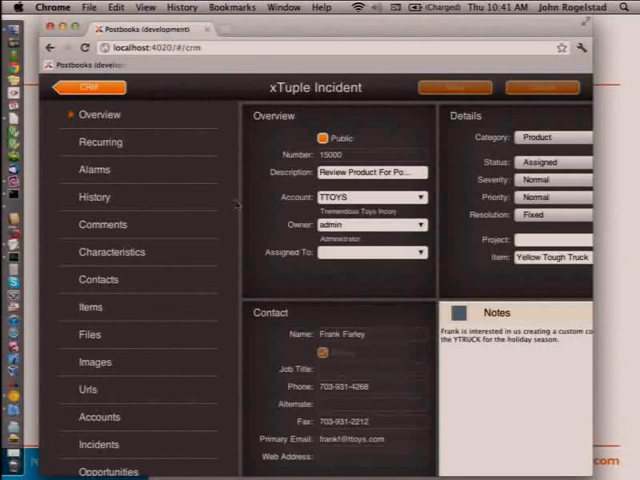 Chrome File Edit View History Bookmarks Window Help (Charged) Thu 10:41 AM John Rogelstad
Postbooks (development)
localhost:4020/#/crm
Postbooks (develop
CRM
xTuple Incident
Overview
Recurring
Alarms
History
Comments
Characteristics
Contacts
Items
Files
Images
Urls
Accounts
Incidents
Opportunities
Overview
Public
Number: 15000
Description: Review Product For Po...
Account: TTOYS
Tremendous Toys Incorp
Owner: admin
Administrator
Assigned To:
Contact
Name: Frank Farley
Job Title:
Phone: 703-931-4268
Alternate:
Fax: 703-931-2212
Primary Email: frankf@ttoys.com
Web Address:
Details
Category: Product
Status: Assigned
Severity: Normal
Priority: Normal
Resolution: Fixed
Project:
Item: Yellow Tough Truck
Notes
Frank is interested in us creating a custom co
the YTRUCK for the holiday season.
com